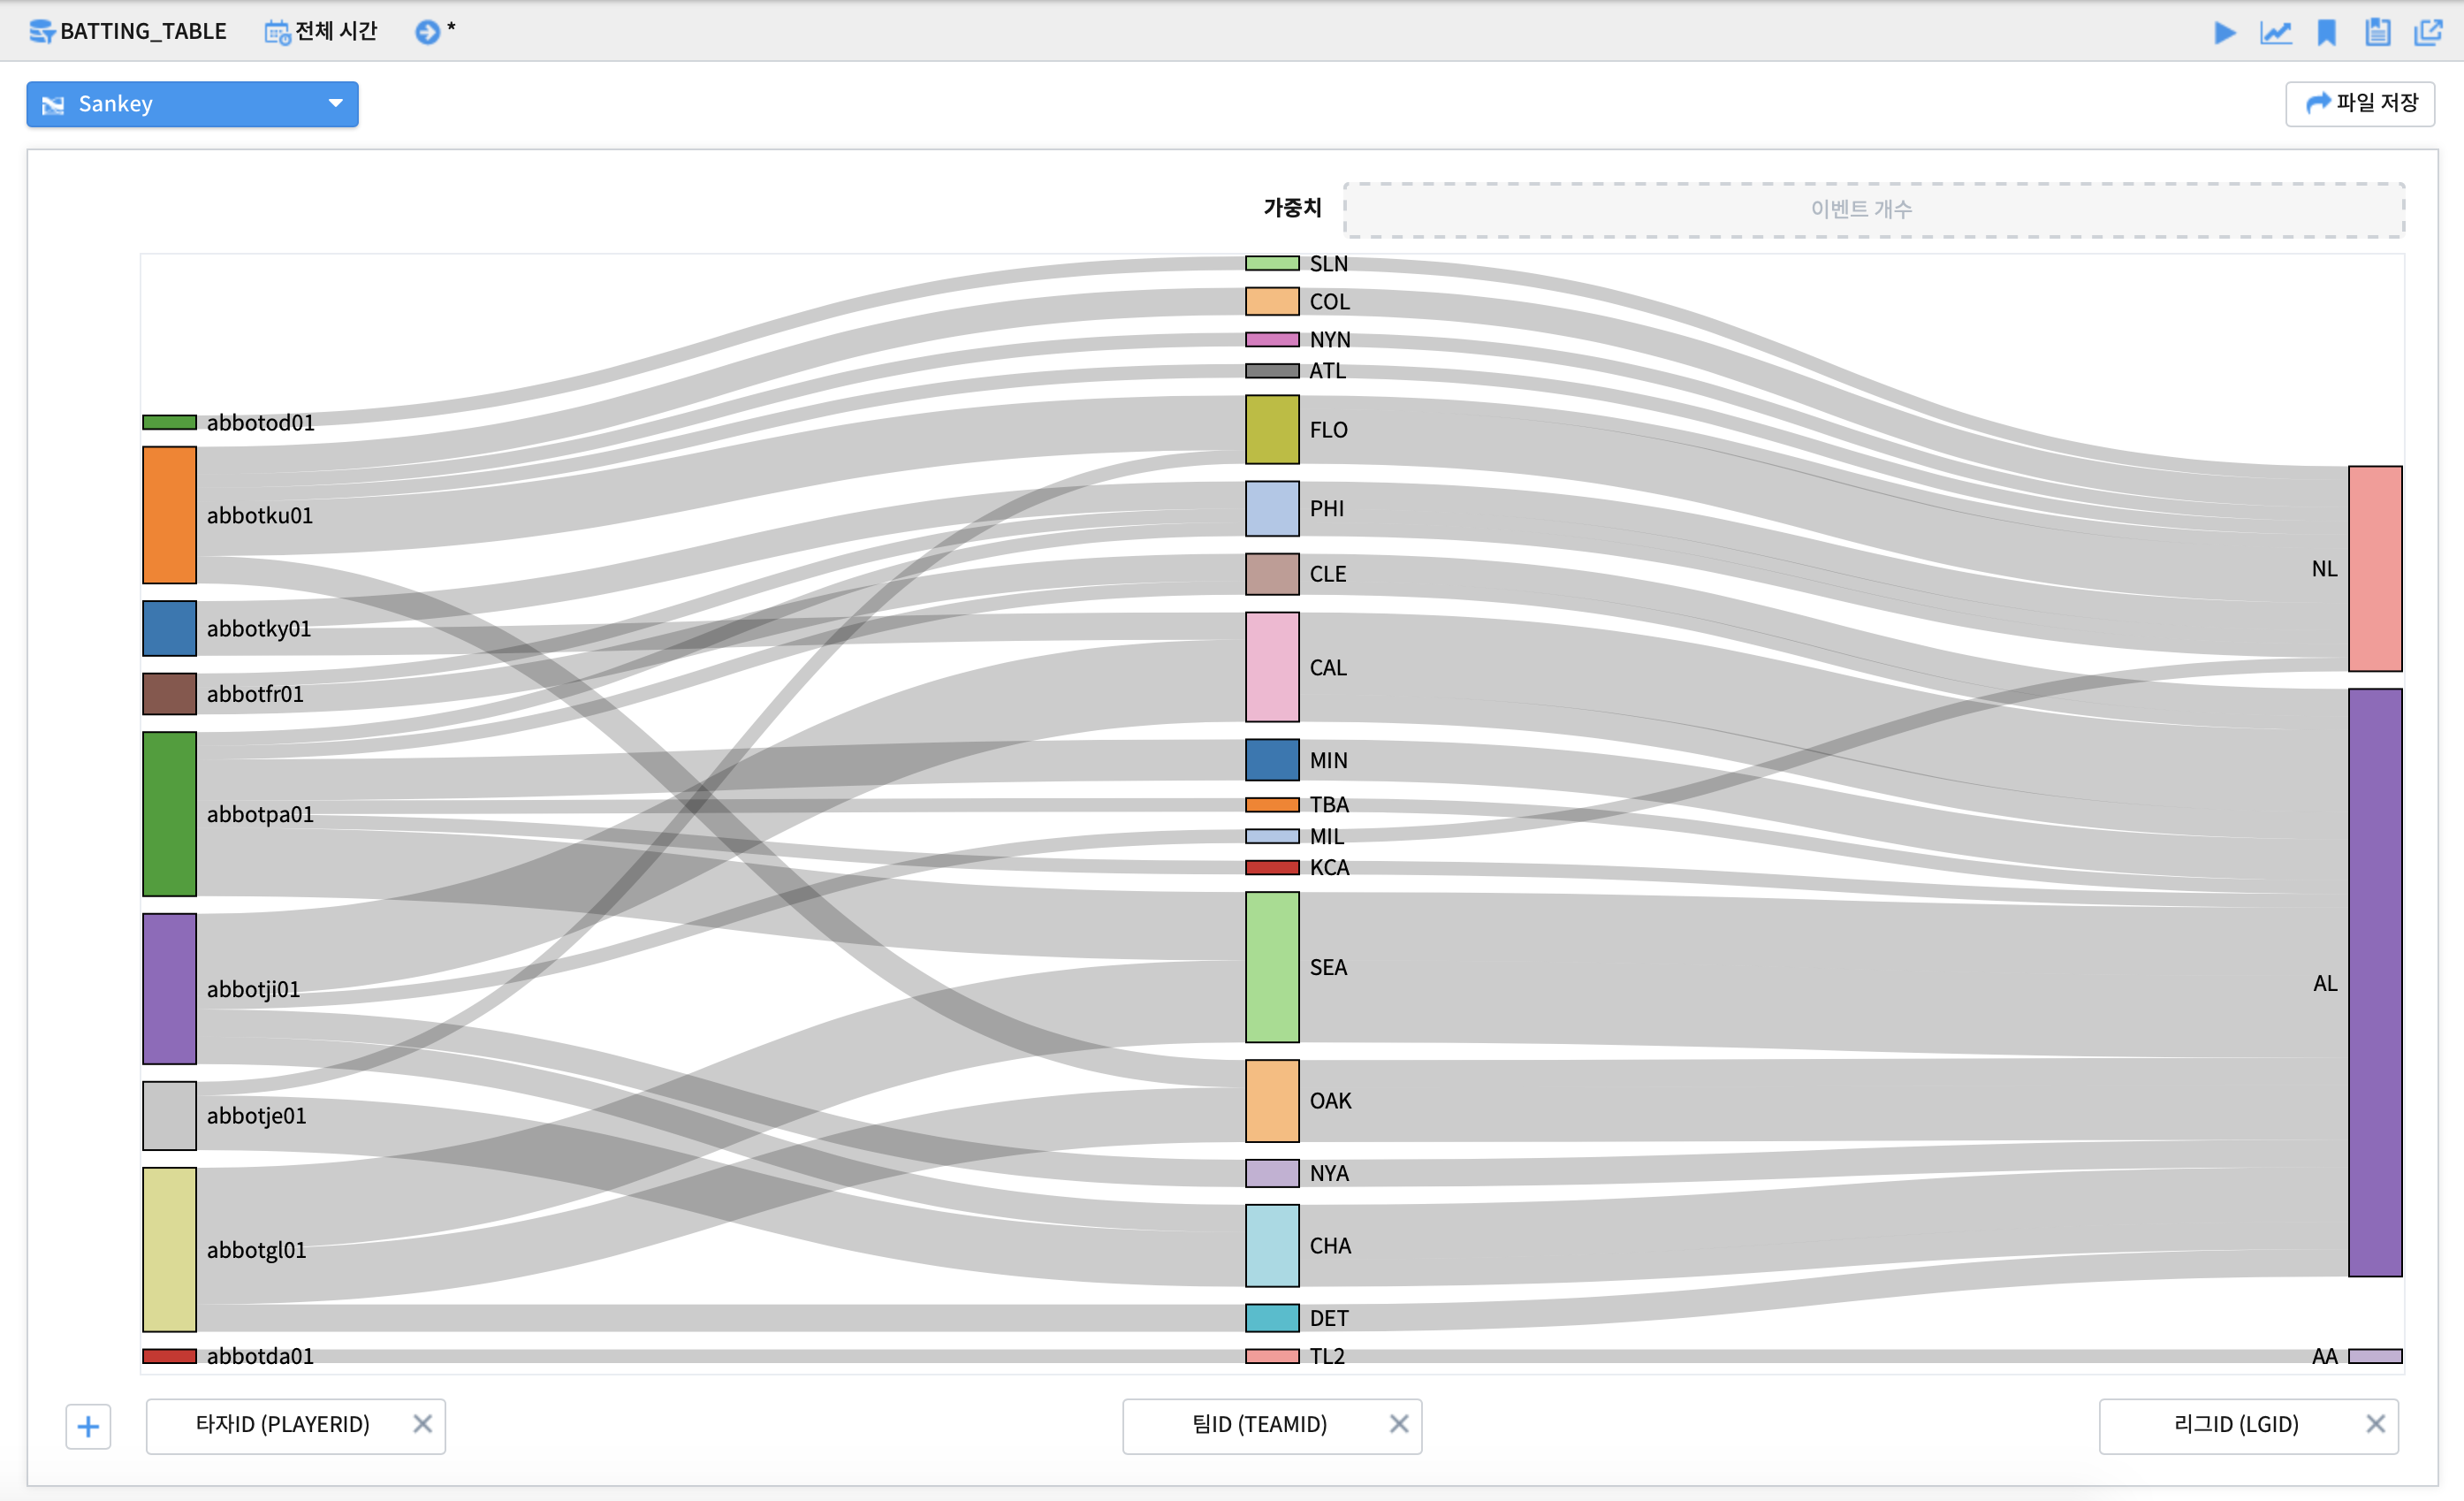 BATTING_TABLE 전체 시간 *
Sankey
파일 저장
가중치 이벤트 개수
abbotod01
abbotku01
abbotky01
abbotfr01
abbotpa01
abbotji01
abbotje01
abbotgl01
abbotda01
SLN
COL
NYN
ATL
FLO
PHI
CLE
CAL
MIN
TBA
MIL
KCA
SEA
OAK
NYA
CHA
DET
TL2
NL
AL
AA
타자ID (PLAYERID)
팀ID (TEAMID)
리그ID (LGID)